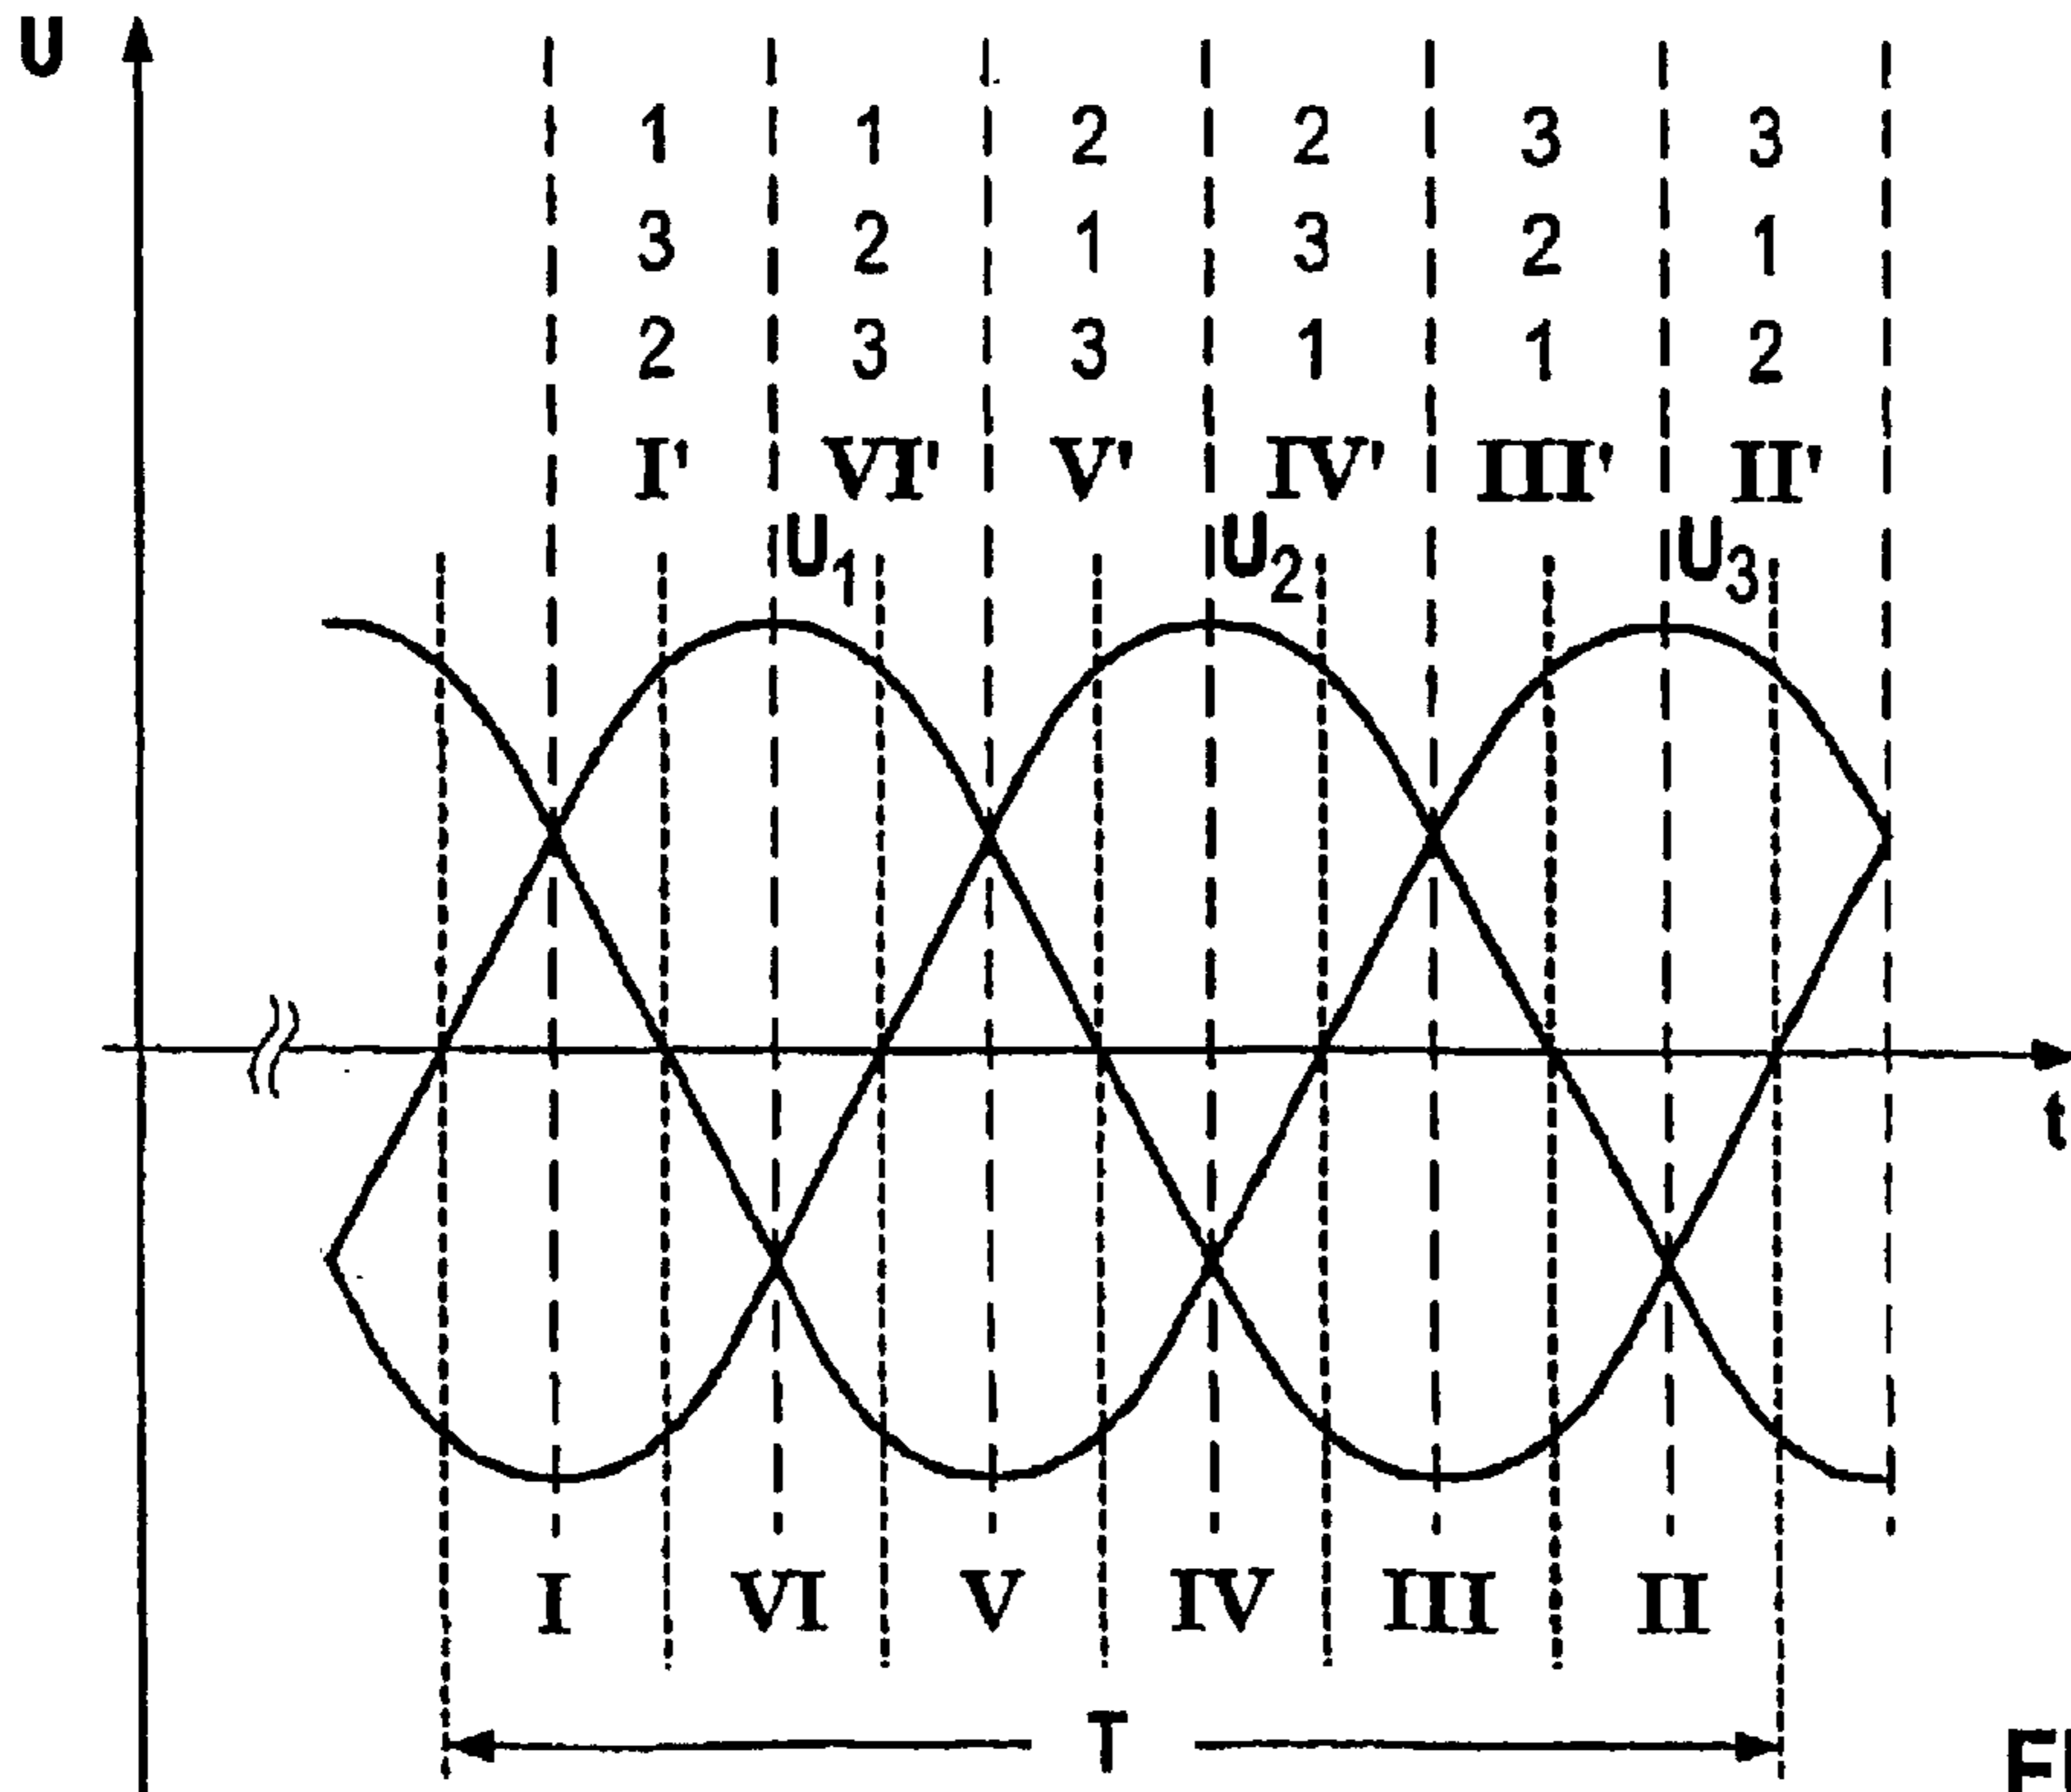 U
1 1 2 2 3 3
3 2 1 3 2 1
2 3 3 1 1 2
I' VI' V' IV' III' II'
U1 U2 U3
t
I VI V IV III II
T